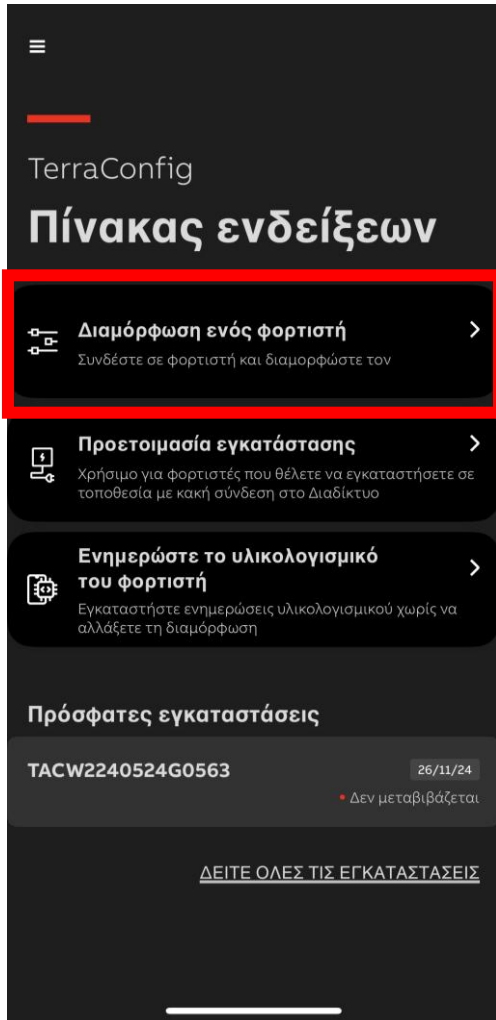 TerraConfig
Πίνακας ενδείξεων
Διαμόρφωση ενός φορτιστή
Συνδέστε σε φορτιστή και διαμορφώστε τον
Προετοιμασία εγκατάστασης
Χρήσιμο για φορτιστές που θέλετε να εγκαταστήσετε σε
τοποθεσία με κακή σύνδεση στο Διαδίκτυο
Ενημερώστε το υλικολογισμικό
του φορτιστή
Εγκαταστήστε ενημερώσεις υλικολογισμικού χωρίς να
αλλάξετε τη διαμόρφωση
Πρόσφατες εγκαταστάσεις
TACW2240524G0563
26/11/24
Δεν μεταβιβάζεται
ΔΕΙΤΕ ΟΛΕΣ ΤΙΣ ΕΓΚΑΤΑΣΤΑΣΕΙΣ